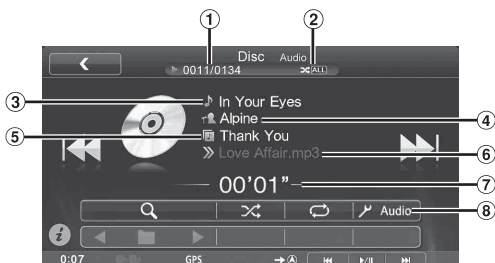 1 2
Disc Audio
0011/0134 ALL
3 In Your Eyes
Alpine 4
5 Thank You
Love Affair.mp3 6
00'01" 7
Audio 8
0:07 GPS A